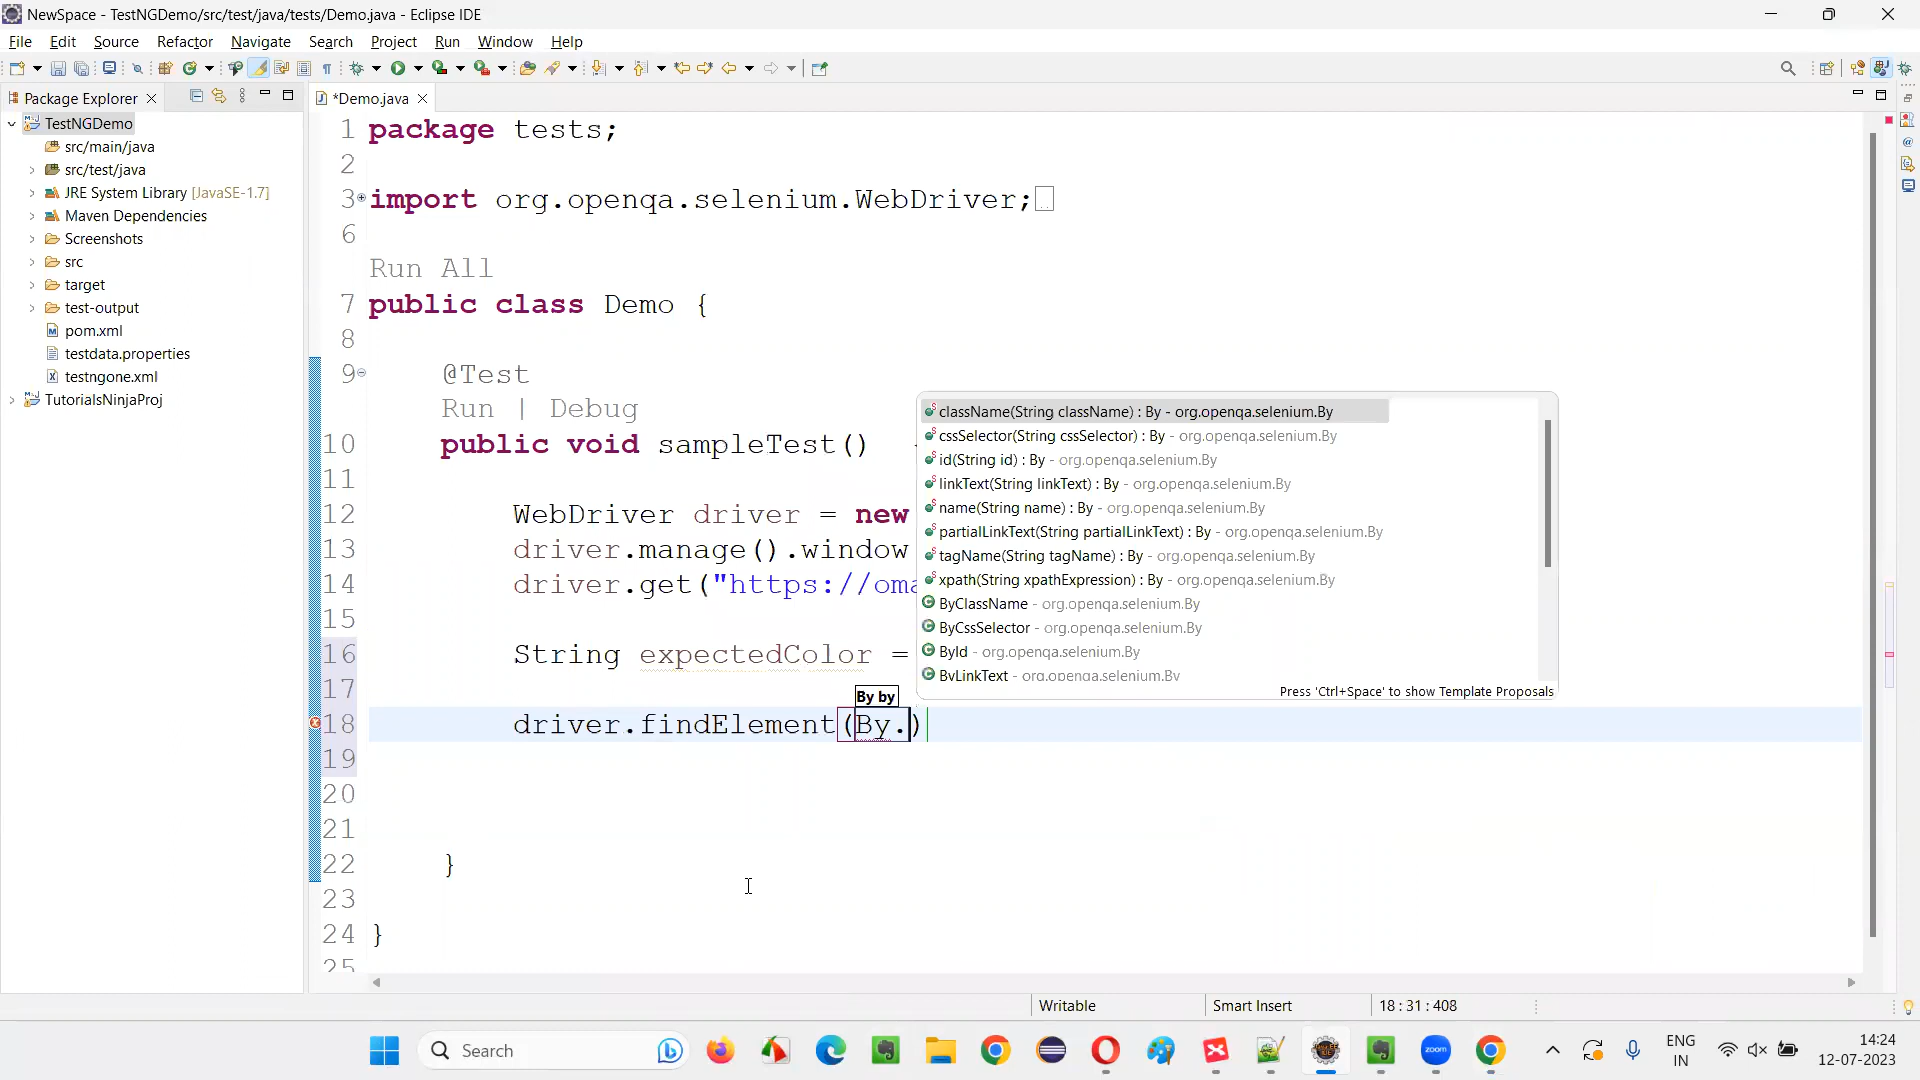 NewSpace - TestNGDemo/src/test/java/tests/Demo.java - Eclipse IDE
File Edit Source Refactor Navigate Search Project Run Window Help
Package Explorer
*Demo.java
TestNGDemo
src/main/java
src/test/java
JRE System Library [JavaSE-1.7]
Maven Dependencies
Screenshots
src
target
test-output
pom.xml
testdata.properties
testngone.xml
TutorialsNinjaProj
1 package tests;
2
3 import org.openqa.selenium.WebDriver;
6
Run All
7 public class Demo {
8
9 @Test
Run | Debug
10 public void sampleTest()
11
12 WebDriver driver = new
13 driver.manage().window
14 driver.get("https://oma
15
16 String expectedColor =
17
By by
18 driver.findElement(By.)
19
20
21
22 }
23
24 }
25
className(String className) : By - org.openqa.selenium.By
cssSelector(String cssSelector) : By - org.openqa.selenium.By
id(String id) : By - org.openqa.selenium.By
linkText(String linkText) : By - org.openqa.selenium.By
name(String name) : By - org.openqa.selenium.By
partialLinkText(String partialLinkText) : By - org.openqa.selenium.By
tagName(String tagName) : By - org.openqa.selenium.By
xpath(String xpathExpression) : By - org.openqa.selenium.By
ByClassName - org.openqa.selenium.By
ByCssSelector - org.openqa.selenium.By
ById - org.openqa.selenium.By
ByLinkText - org.openqa.selenium.By
Press 'Ctrl+Space' to show Template Proposals
Writable Smart Insert 18 : 31 : 408
Search
zoom
ENG
IN
14:24
12-07-2023